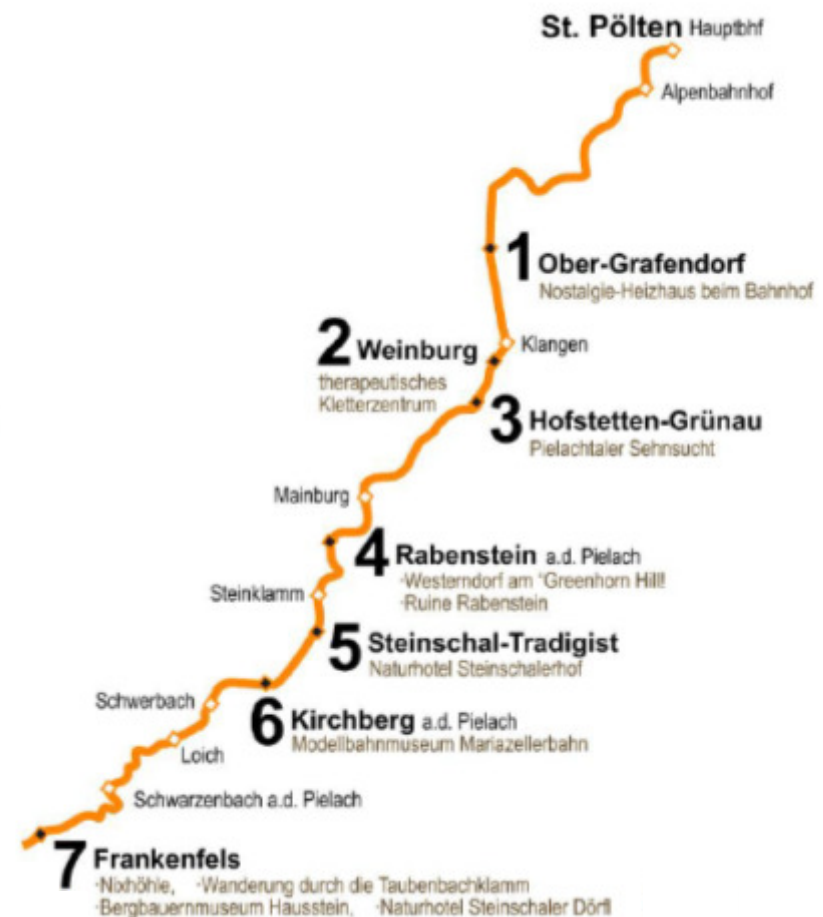 St. Pölten Hauptbhf
Alpenbahnhof
1 Ober-Grafendorf
Nostalgie-Heizhaus beim Bahnhof
Klangen
2 Weinburg
therapeutisches
Kletterzentrum
3 Hofstetten-Grünau
Pielachtaler Sehnsucht
Mainburg
4 Rabenstein a.d. Pielach
·Westerndorf am "Greenhorn Hill!
·Ruine Rabenstein
Steinklamm
5 Steinschal-Tradigist
Naturhotel Steinschalerhof
Schwerbach
6 Kirchberg a.d. Pielach
Modellbahnmuseum Mariazellerbahn
Loich
Schwarzenbach a.d. Pielach
7 Frankenfels
·Nixhöhle, ·Wanderung durch die Taubenbachklamm
·Bergbauernmuseum Hausstein, ·Naturhotel Steinschaler Dörfl